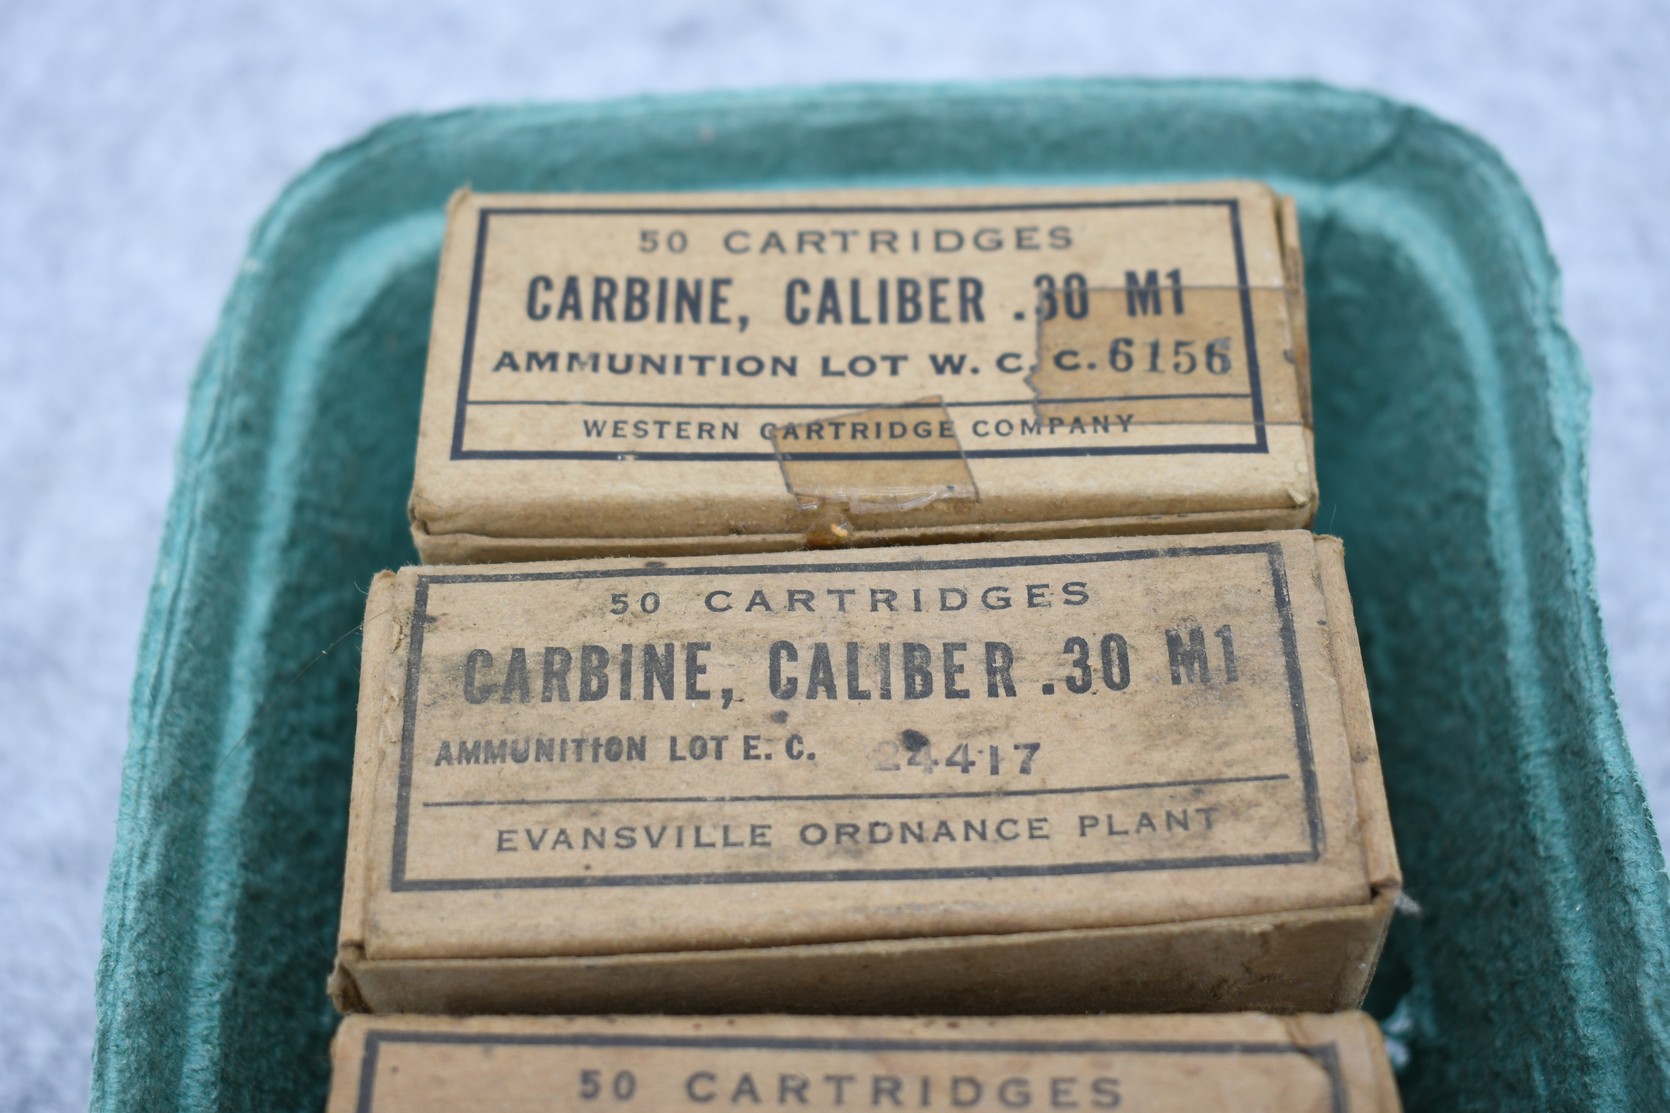 50 CARTRIDGES
CARBINE, CALIBER .30 M1
AMMUNITION LOT W. C. C. 6156
WESTERN CARTRIDGE COMPANY
50 CARTRIDGES
CARBINE, CALIBER .30 M1
AMMUNITION LOT E. C. 24417
EVANSVILLE ORDNANCE PLANT
50 CARTRIDGES